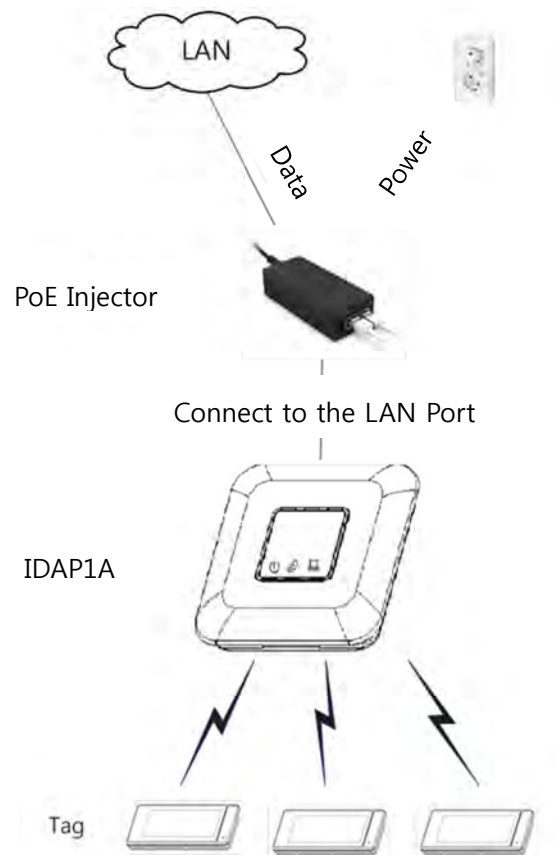 LAN
Data
Power
PoE Injector
Connect to the LAN Port
IDAP1A
Tag